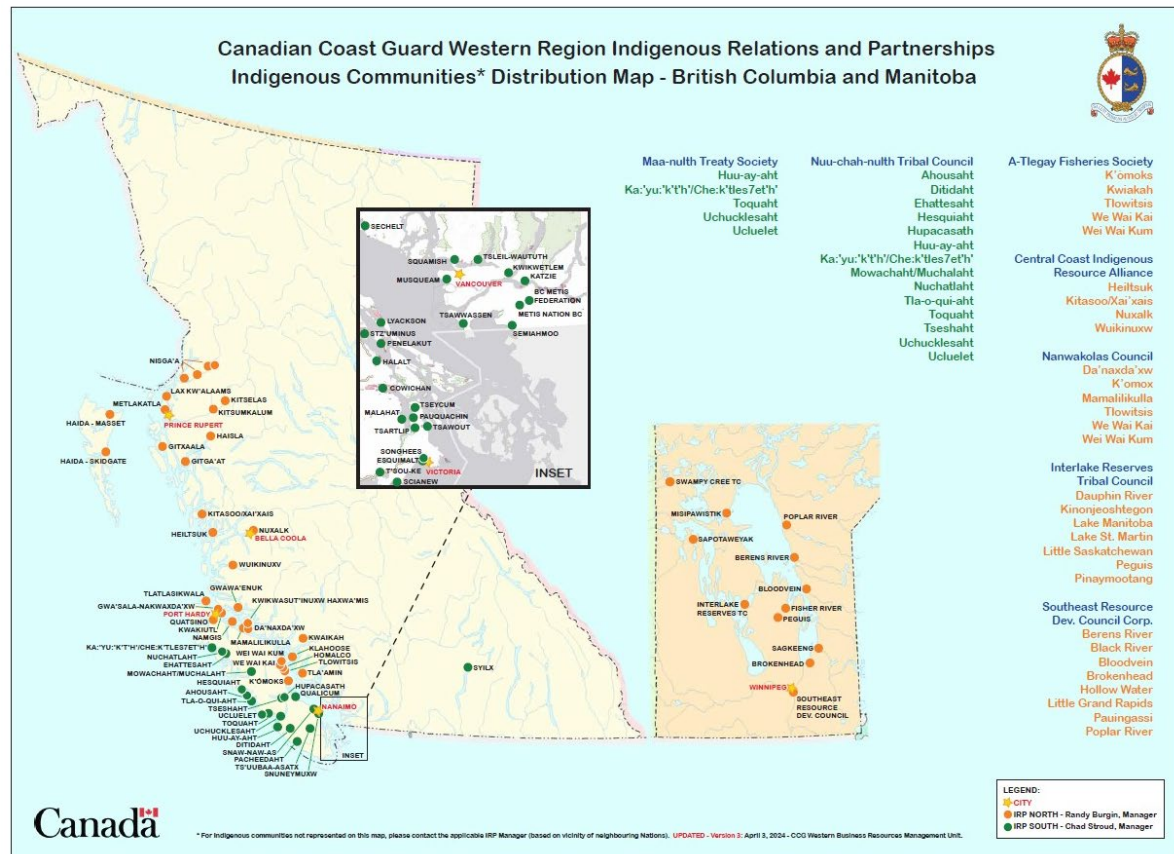 Canadian Coast Guard Western Region Indigenous Relations and Partnerships
Indigenous Communities* Distribution Map - British Columbia and Manitoba
Maa-nulth Treaty Society
Huu-ay-aht
Ka:'yu:'k't'h'/Che:k'tles7et'h'
Toquaht
Uchucklesaht
Ucluelet
Nuu-chah-nulth Tribal Council
Ahousaht
Ditidaht
Ehattesaht
Hesquiaht
Hupacasath
Huu-ay-aht
Ka:'yu:'k't'h'/Che:k'tles7et'h'
Mowachaht/Muchalaht
Nuchatlaht
Tla-o-qui-aht
Toquaht
Tseshaht
Uchucklesaht
Ucluelet
A-Tlegay Fisheries Society
K'ómoks
Kwiakah
Tlowitsis
We Wai Kai
Wei Wai Kum
Central Coast Indigenous
Resource Alliance
Heiltsuk
Kitasoo/Xai'xais
Nuxalk
Wuikinuxw
Nanwakolas Council
Da'naxda'xw
K'omox
Mamalilikulla
Tlowitsis
We Wai Kai
Wei Wai Kum
Interlake Reserves
Tribal Council
Dauphin River
Kinonjeoshtegon
Lake Manitoba
Lake St. Martin
Little Saskatchewan
Peguis
Pinaymootang
Southeast Resource
Dev. Council Corp.
Berens River
Black River
Bloodvein
Brokenhead
Hollow Water
Little Grand Rapids
Pauingassi
Poplar River
SECHELT
SQUAMISH
TSLEIL-WAUTUTH
MUSQUEAM
VANCOUVER
KWIKWETLEM
KATZIE
BC METIS
FEDERATION
METIS NATION BC
TSAWWASSEN
SEMIAHMOO
LYACKSON
STZ'UMINUS
PENELAKUT
HALALT
COWICHAN
TSEYCUM
MALAHAT
PAUQUACHIN
TSARTLIP
TSAWOUT
SONGHEES
ESQUIMALT
VICTORIA
T'SOU-KE
SCIANEW
INSET
NISGA'A
LAX KW'ALAAMS
METLAKATLA
KITSELAS
KITSUMKALUM
PRINCE RUPERT
HAIDA - MASSET
HAISLA
GITXAALA
HAIDA - SKIDGATE
GITGA'AT
KITASOO/XAI'XAIS
HEILTSUK
NUXALK
BELLA COOLA
WUIKINUXV
GWAWA'ENUK
TLATLASIKWALA
KWIKWASUT'INUXW HAXWA'MIS
GWA'SALA-NAKWAXDA'XW
PORT HARDY
QUATSINO
KWAKIUTL
NAMGIS
DA'NAXDA'XW
MAMALILIKULLA
KWAIKAH
KA:'YU:'K'T'H'/CHE:K'TLES7ET'H'
WEI WAI KUM
KLAHOOSE
HOMALCO
NUCHATLAHT
EHATTESAHT
WE WAI KAI
TLOWITSIS
MOWACHAHT/MUCHALAHT
TLA'AMIN
K'ÓMOKS
HESQUIAHT
HUPACASATH
AHOUSAHT
QUALICUM
TLA-O-QUI-AHT
TSESHAHT
NANAIMO
UCLUELET
TOQUAHT
UCHUCKLESAHT
HUU-AY-AHT
DITIDAHT
SNAW-NAW-AS
PACHEEDAHT
TS'UUBAA-ASATX
SNUNEYMUXW
INSET
SYILX
SWAMPY CREE TC
MISIPAWISTIK
POPLAR RIVER
SAPOTAWEYAK
BERENS RIVER
BLOODVEIN
INTERLAKE
RESERVES TC
FISHER RIVER
PEGUIS
SAGKEENG
BROKENHEAD
WINNIPEG
SOUTHEAST
RESOURCE
DEV. COUNCIL
LEGEND:
CITY
IRP NORTH - Randy Burgin, Manager
IRP SOUTH - Chad Stroud, Manager
Canada
* For Indigenous communities not represented on this map, please contact the applicable IRP Manager (based on vicinity of neighbouring Nations). UPDATED - Version 3: April 3, 2024 - CCG Western Business Resources Management Unit.